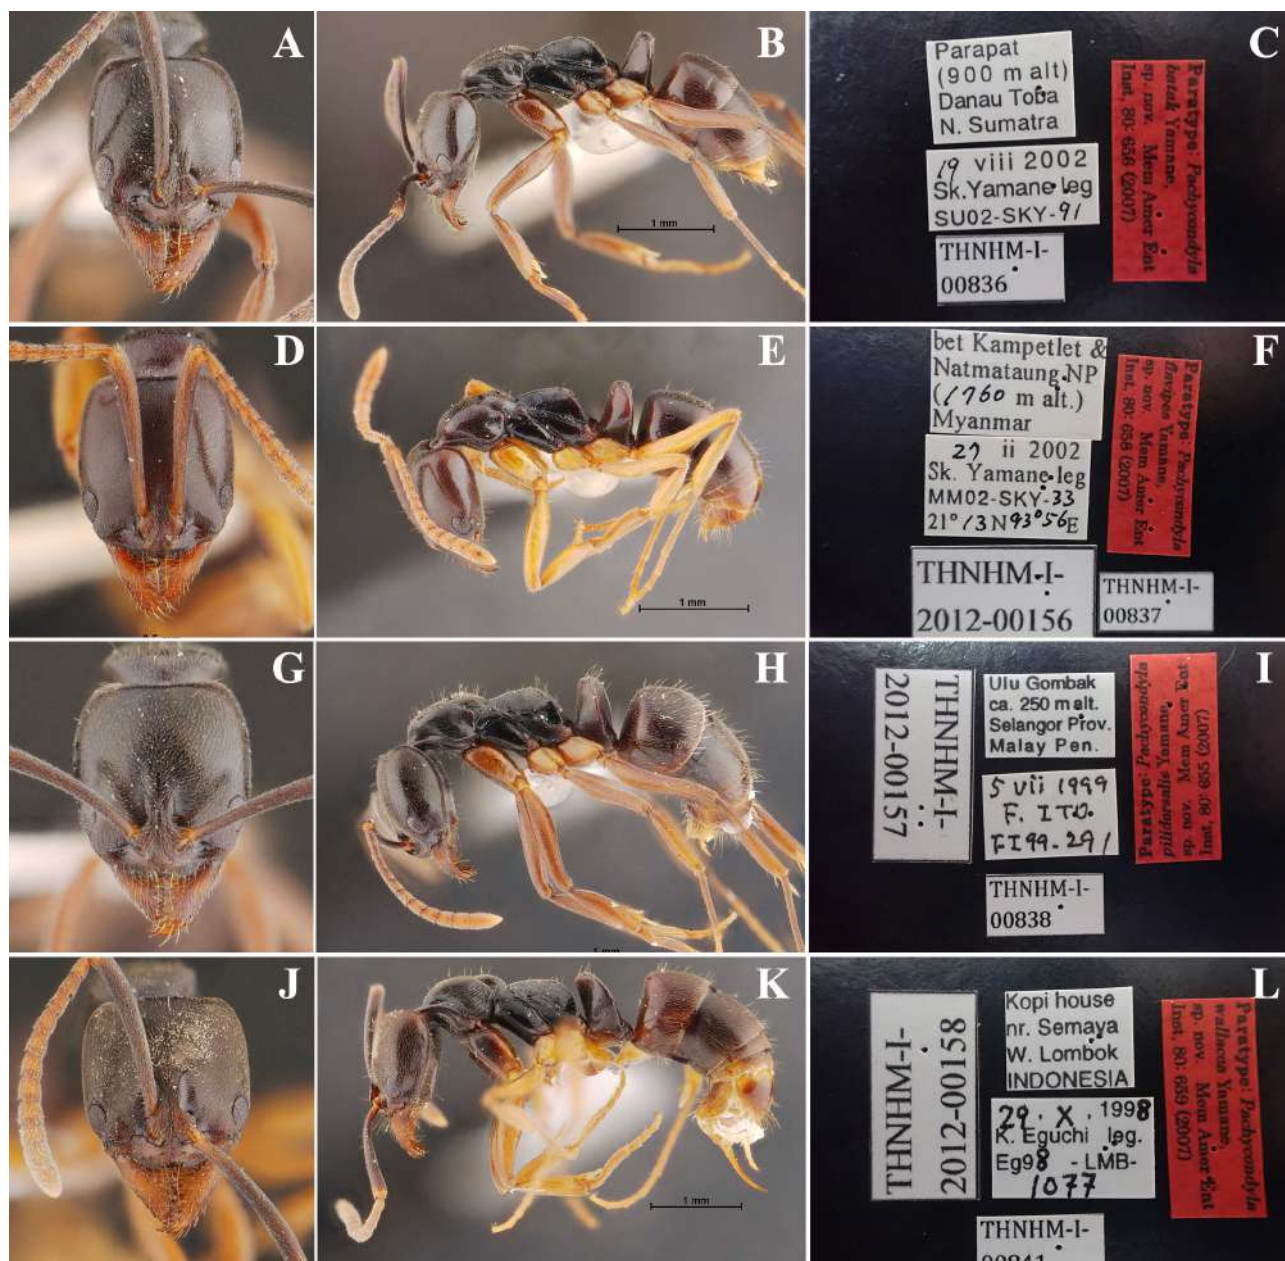 A
B
1 mm
C
Parapat
(900 m alt)
Danau Toba
N. Sumatra
19 viii 2002
Sk. Yamane leg
SU02-SKY-91
THNHM-I-
00836
Paratype: Pachycondyla
batak Yamane,
sp. nov. Mem Amer Ent
Inst, 80: 656 (2007)
D
E
1 mm
F
bet Kampetlet &
Natmataung NP
(1760 m alt.)
Myanmar
27 ii 2002
Sk. Yamane leg
MM02-SKY-33
21°13N 93°56E
THNHM-I-
2012-00156
THNHM-I-
00837
Paratype: Pachycondyla
flavipes Yamane,
sp. nov. Mem Amer Ent
Inst, 80: 658 (2007)
G
H
1 mm
I
THNHM-I-
2012-00157
Ulu Gombak
ca. 250 m alt.
Selangor Prov.
Malay Pen.
5 vii 1999
F. ITO.
FI99-291
THNHM-I-
00838
Paratype: Pachycondyla
pilidorsalis Yamane,
sp. nov. Mem Amer Ent
Inst, 80: 655 (2007)
J
K
1 mm
L
THNHM-I-
2012-00158
Kopi house
nr. Semaya
W. Lombok
INDONESIA
29, X, 1998
K. Eguchi leg.
Eg98 - LMB-
1077
THNHM-I-
Paratype: Pachycondyla
wallacea Yamane,
sp. nov. Mem Amer Ent
Inst, 80: 659 (2007)